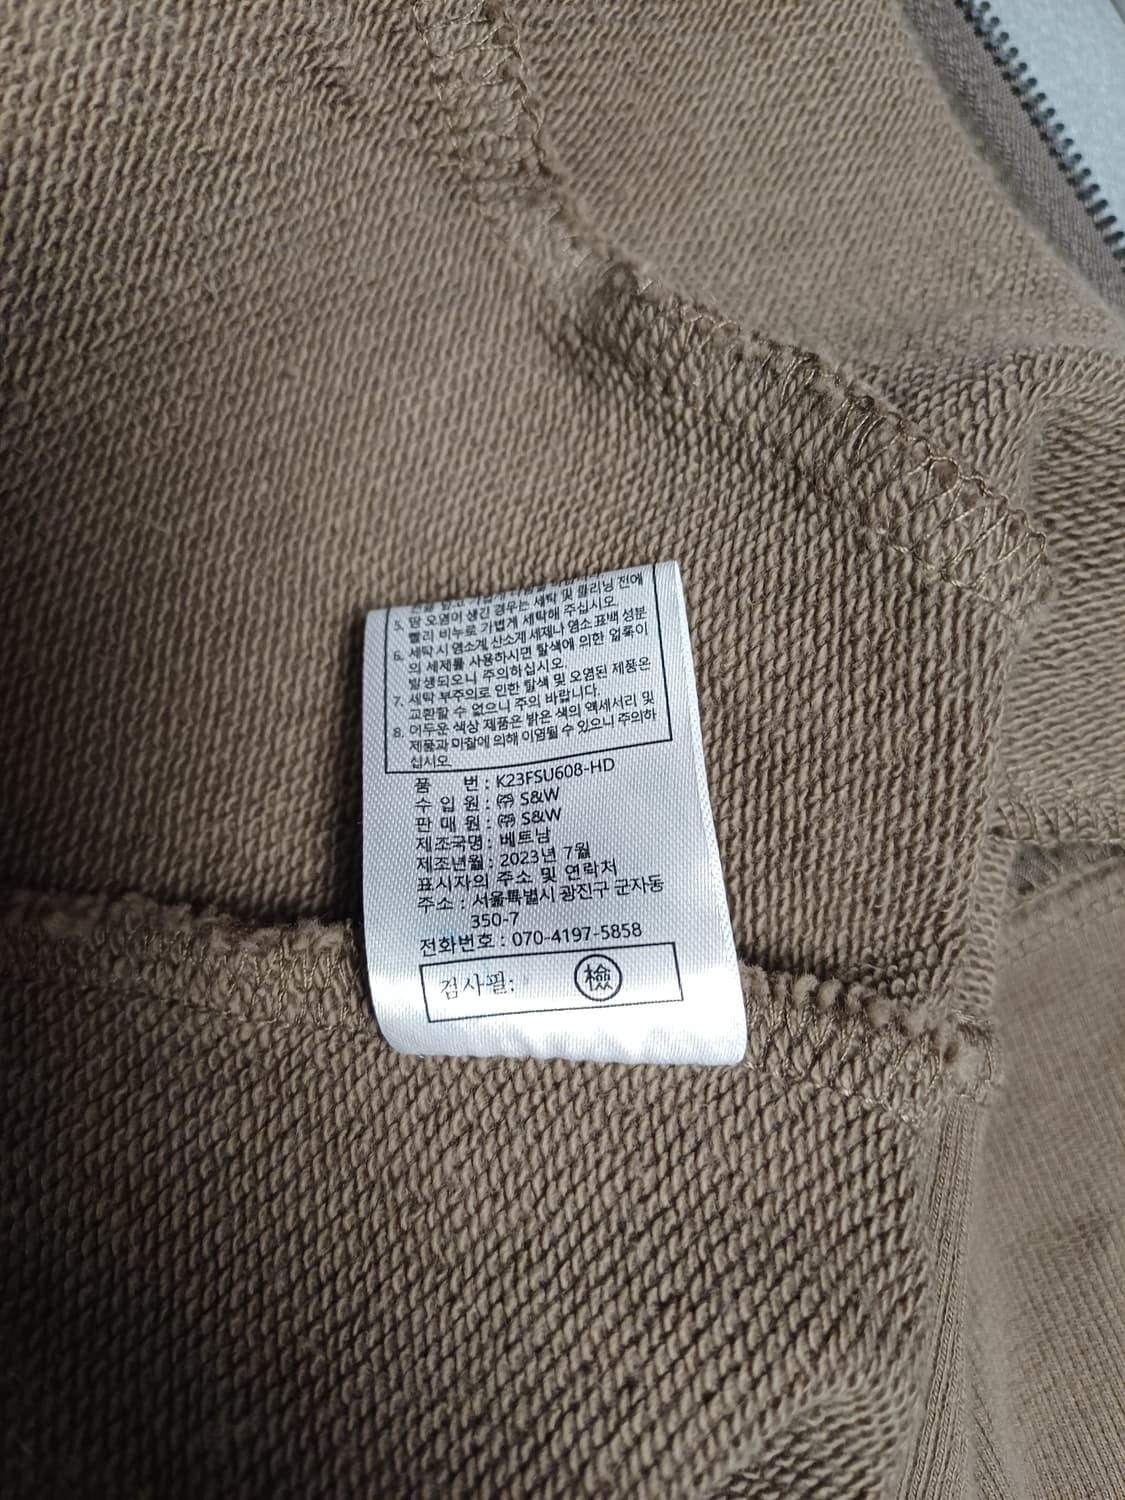 5. 땀 오염이 생긴 경우는 세탁 및 클리닝 전에
빨리 비누로 가볍게 세탁해 주십시오.
6. 세탁 시 염소계, 산소계 세제나 염소 표백 성분
의 세제를 사용하시면 탈색에 의한 얼룩이
발생되오니 주의하십시오.
7. 세탁 부주의로 인한 탈색 및 오염된 제품은
교환할 수 없으니 주의 바랍니다.
8. 어두운 색상 제품은 밝은 색의 액세서리 및
제품과 마찰에 의해 이염될 수 있으니 주의하
십시오.
품 번 : K23FSU608-HD
수 입 원 : ㈜ S&W
판 매 원 : ㈜ S&W
제조국명 : 베트남
제조년월 : 2023년 7월
표시자의 주소 및 연락처
주소 : 서울특별시 광진구 군자동
350-7
전화번호 : 070-4197-5858
검사필: 檢